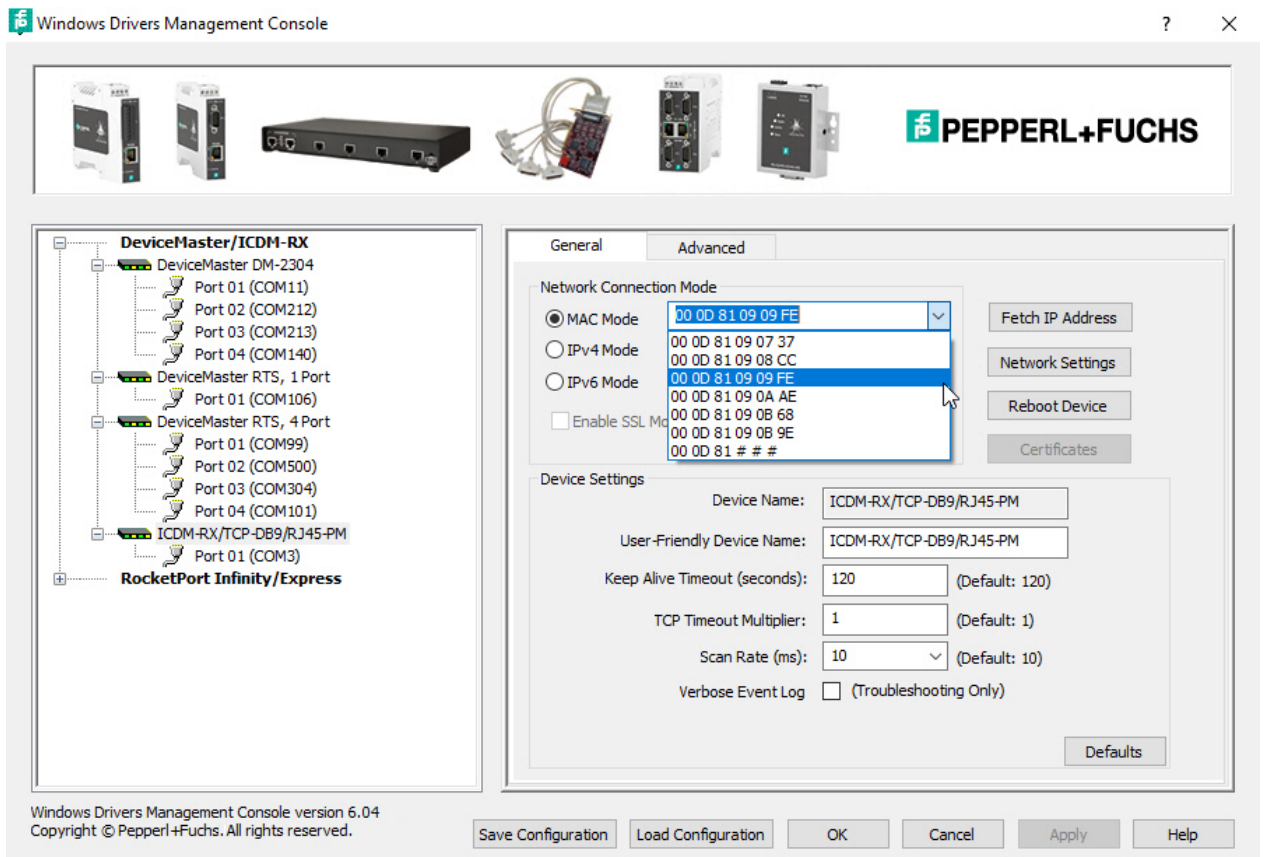 Windows Drivers Management Console
?
PEPPERL+FUCHS
DeviceMaster/ICDM-RX
DeviceMaster DM-2304
Port 01 (COM11)
Port 02 (COM212)
Port 03 (COM213)
Port 04 (COM140)
DeviceMaster RTS, 1 Port
Port 01 (COM106)
DeviceMaster RTS, 4 Port
Port 01 (COM99)
Port 02 (COM500)
Port 03 (COM304)
Port 04 (COM101)
ICDM-RX/TCP-DB9/RJ45-PM
Port 01 (COM3)
RocketPort Infinity/Express
General
Advanced
Network Connection Mode
MAC Mode
00 0D 81 09 09 FE
IPv4 Mode
IPv6 Mode
Enable SSL Mo
00 0D 81 09 07 37
00 0D 81 09 08 CC
00 0D 81 09 09 FE
00 0D 81 09 0A AE
00 0D 81 09 0B 68
00 0D 81 09 0B 9E
00 0D 81 # # #
Fetch IP Address
Network Settings
Reboot Device
Certificates
Device Settings
Device Name: ICDM-RX/TCP-DB9/RJ45-PM
User-Friendly Device Name: ICDM-RX/TCP-DB9/RJ45-PM
Keep Alive Timeout (seconds): 120 (Default: 120)
TCP Timeout Multiplier: 1 (Default: 1)
Scan Rate (ms): 10 (Default: 10)
Verbose Event Log (Troubleshooting Only)
Defaults
Windows Drivers Management Console version 6.04
Copyright © Pepperl+Fuchs. All rights reserved.
Save Configuration
Load Configuration
OK
Cancel
Apply
Help